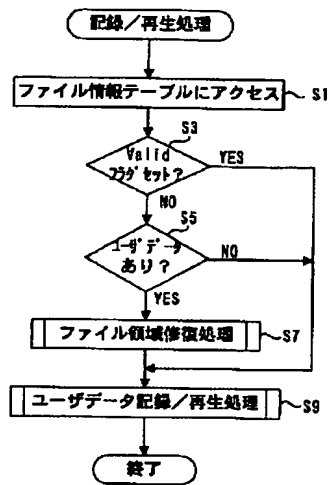 記録／再生処理
ファイル情報テーブルにアクセス
S1
S3
Valid
フラグセット？
YES
NO
S5
ユーザデータ
あり？
NO
YES
ファイル領域修復処理
S7
ユーザデータ記録／再生処理
S9
終了